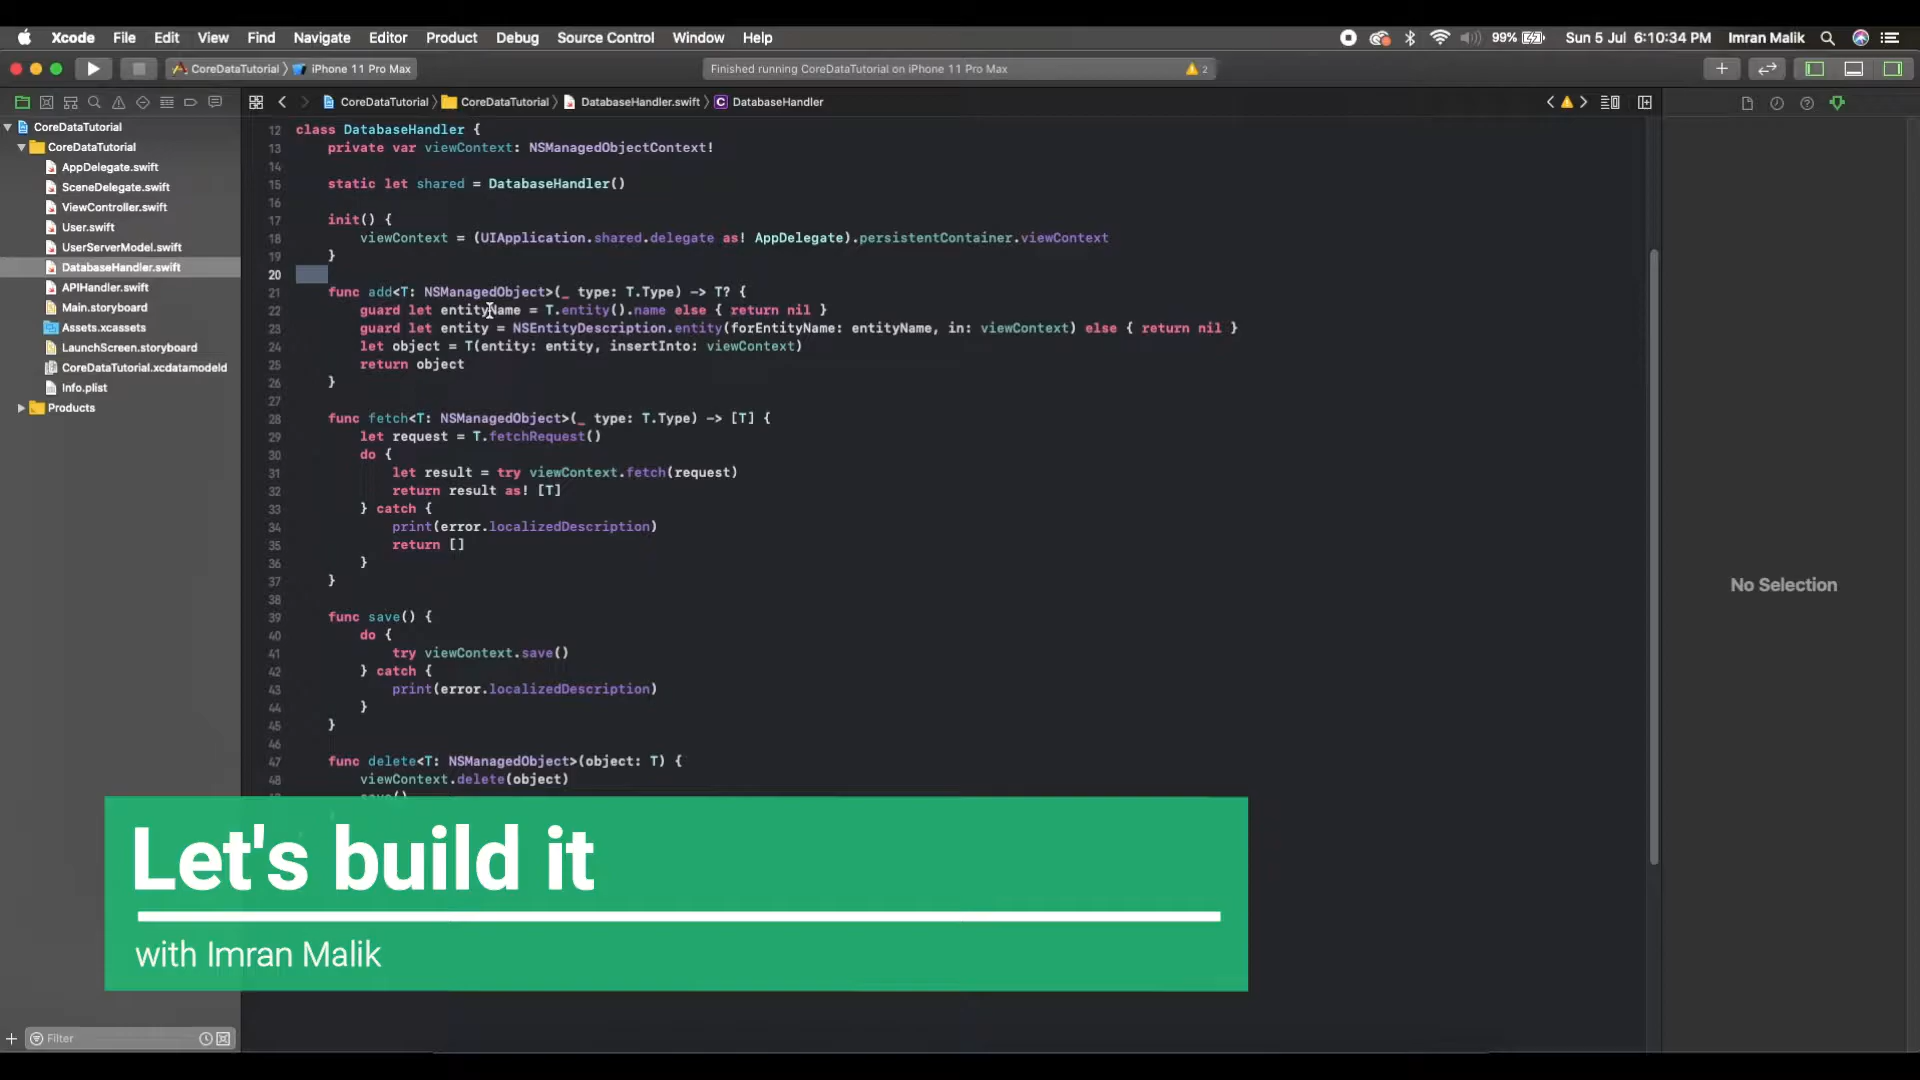 Xcode File Edit View Find Navigate Editor Product Debug Source Control Window Help 99% Sun 5 Jul 6:10:34 PM Imran Malik
CoreDataTutorial iPhone 11 Pro Max Finished running CoreDataTutorial on iPhone 11 Pro Max 2
CoreDataTutorial CoreDataTutorial DatabaseHandler.swift C DatabaseHandler
CoreDataTutorial
CoreDataTutorial
AppDelegate.swift
SceneDelegate.swift
ViewController.swift
User.swift
UserServerModel.swift
DatabaseHandler.swift
APIHandler.swift
Main.storyboard
Assets.xcassets
LaunchScreen.storyboard
CoreDataTutorial.xcdatamodeld
Info.plist
Products
Filter
12 class DatabaseHandler {
13 private var viewContext: NSManagedObjectContext!
14
15 static let shared = DatabaseHandler()
16
17 init() {
18 viewContext = (UIApplication.shared.delegate as! AppDelegate).persistentContainer.viewContext
19 }
20
21 func add<T: NSManagedObject>(_ type: T.Type) -> T? {
22 guard let entityName = T.entity().name else { return nil }
23 guard let entity = NSEntityDescription.entity(forEntityName: entityName, in: viewContext) else { return nil }
24 let object = T(entity: entity, insertInto: viewContext)
25 return object
26 }
27
28 func fetch<T: NSManagedObject>(_ type: T.Type) -> [T] {
29 let request = T.fetchRequest()
30 do {
31 let result = try viewContext.fetch(request)
32 return result as! [T]
33 } catch {
34 print(error.localizedDescription)
35 return []
36 }
37 }
38
39 func save() {
40 do {
41 try viewContext.save()
42 } catch {
43 print(error.localizedDescription)
44 }
45 }
46
47 func delete<T: NSManagedObject>(object: T) {
48 viewContext.delete(object)
No Selection
Let's build it
with Imran Malik